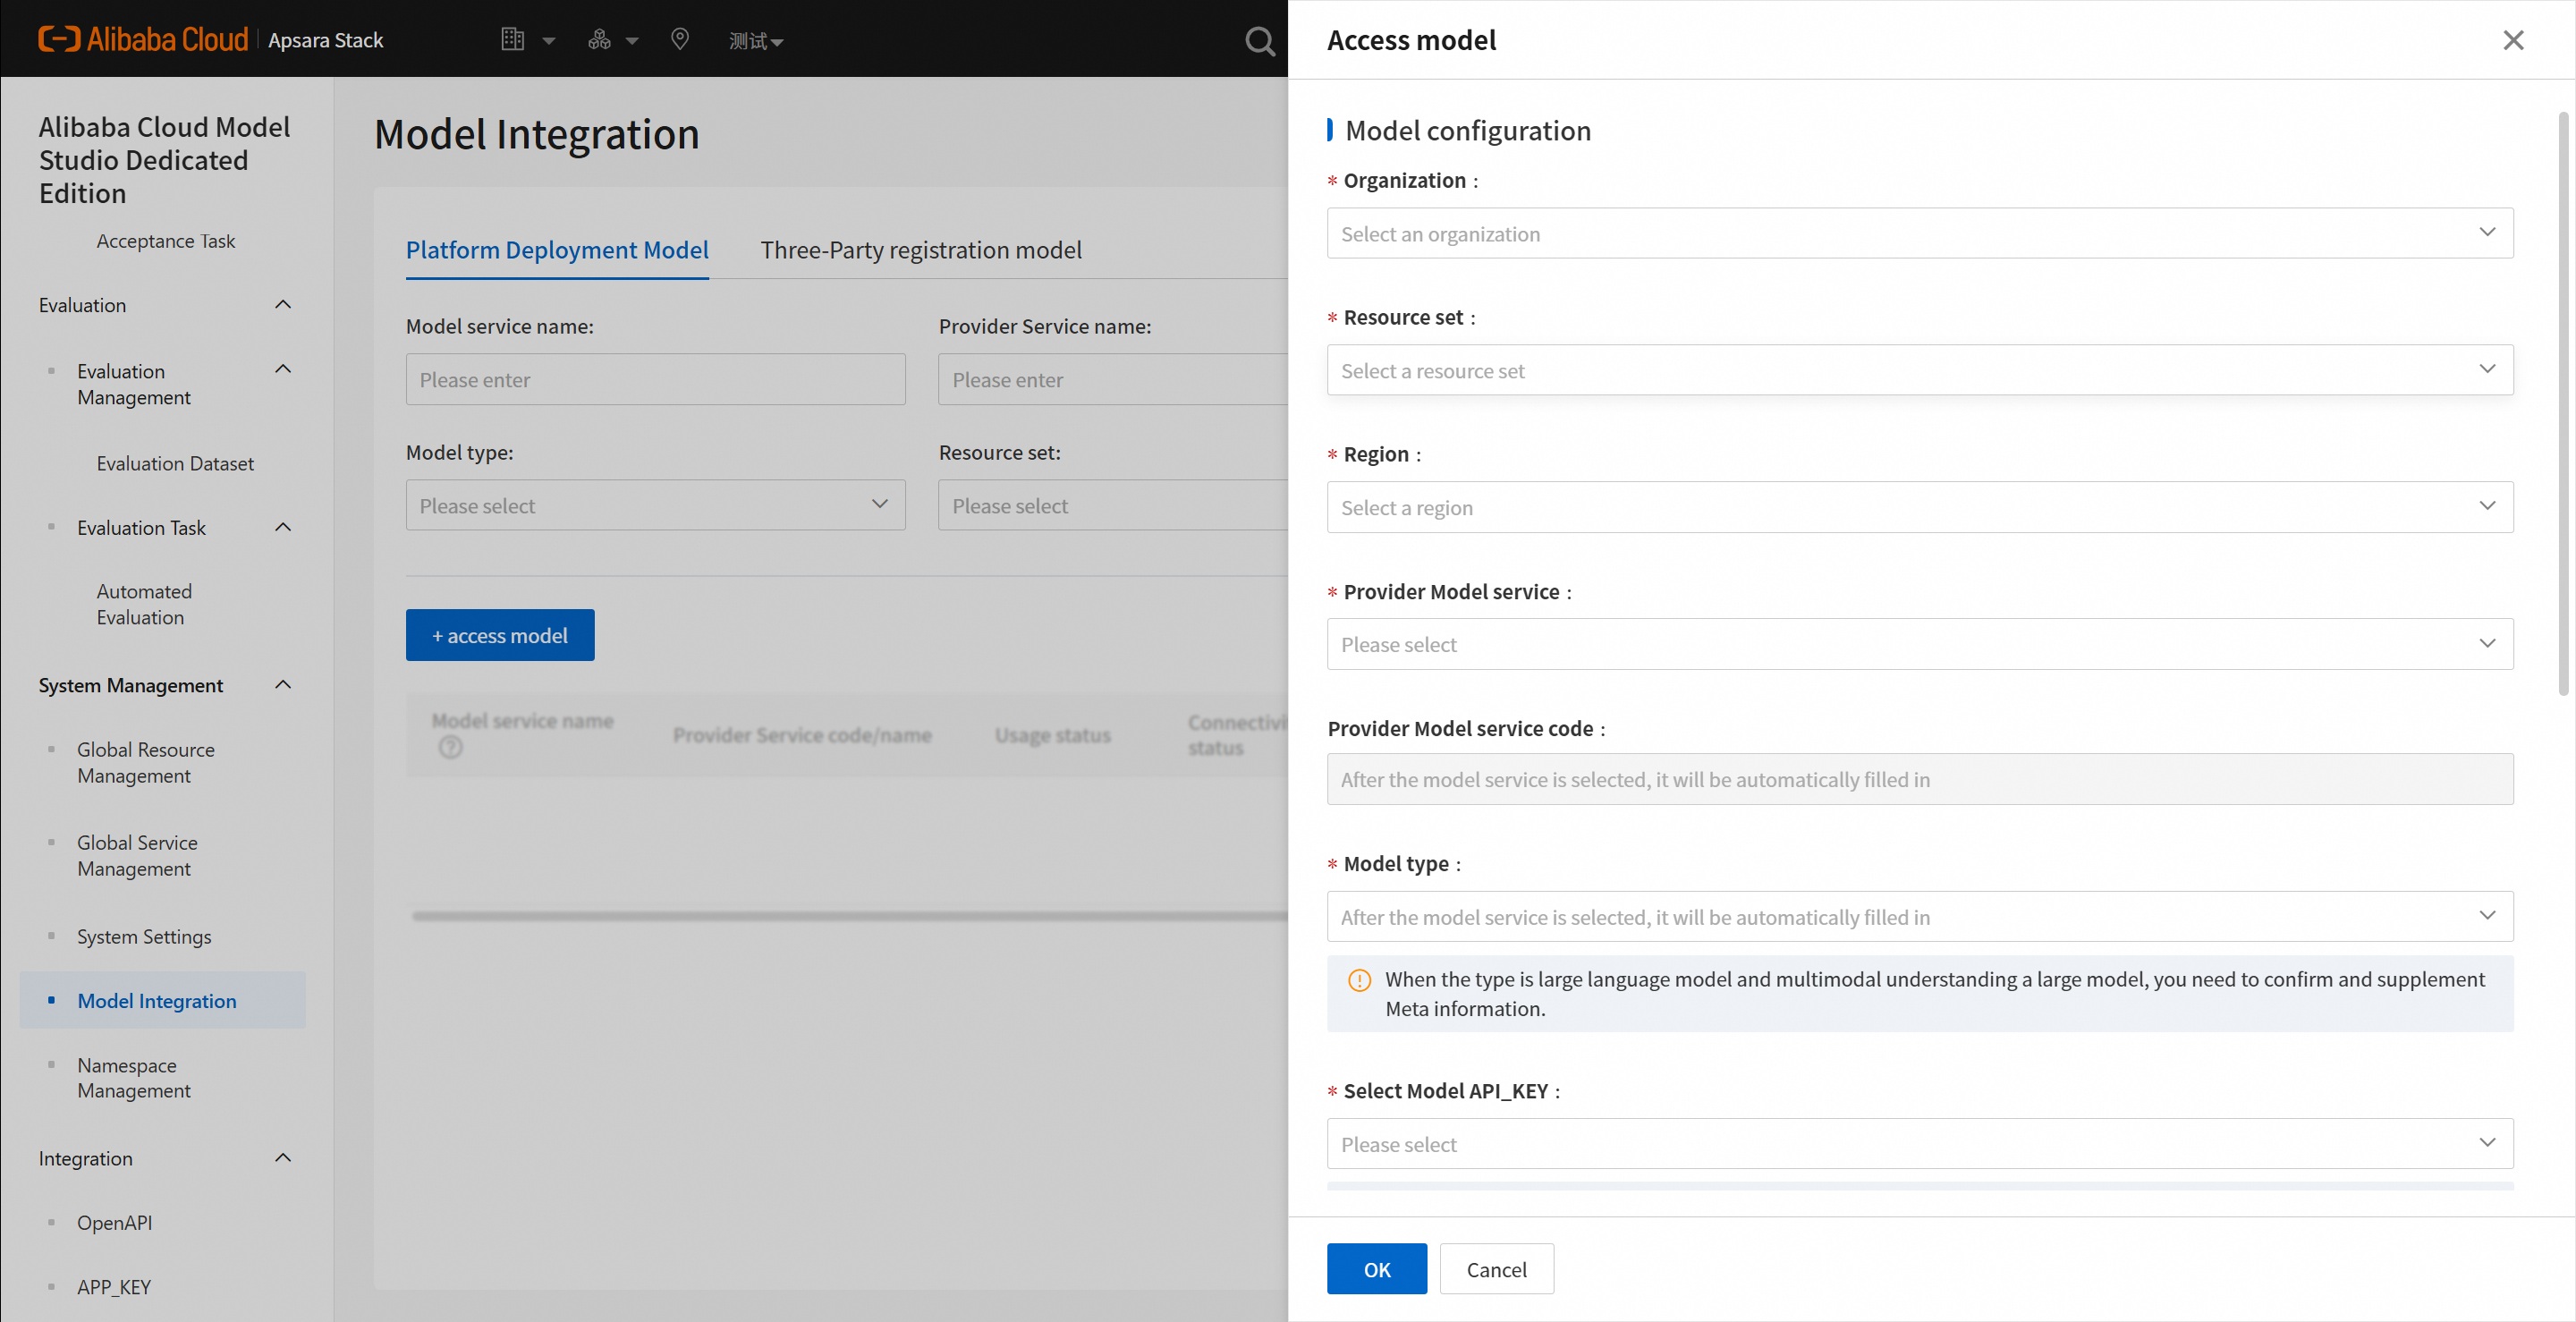 Alibaba Cloud
Apsara Stack
测试
Alibaba Cloud Model
Studio Dedicated
Edition
Acceptance Task
Evaluation
Evaluation
Management
Evaluation Dataset
Evaluation Task
Automated
Evaluation
System Management
Global Resource
Management
Global Service
Management
System Settings
Model Integration
Namespace
Management
Integration
OpenAPI
APP_KEY
Model Integration
Platform Deployment Model
Three-Party registration model
Model service name:
Provider Service name:
Please enter
Please enter
Model type:
Resource set:
Please select
Please select
+ access model
Model service name
Provider Service code/name
Usage status
Connectivi
status
Access model
Model configuration
* Organization :
Select an organization
* Resource set :
Select a resource set
* Region :
Select a region
* Provider Model service :
Please select
Provider Model service code :
After the model service is selected, it will be automatically filled in
* Model type :
After the model service is selected, it will be automatically filled in
When the type is large language model and multimodal understanding a large model, you need to confirm and supplement
Meta information.
* Select Model API_KEY :
Please select
OK
Cancel